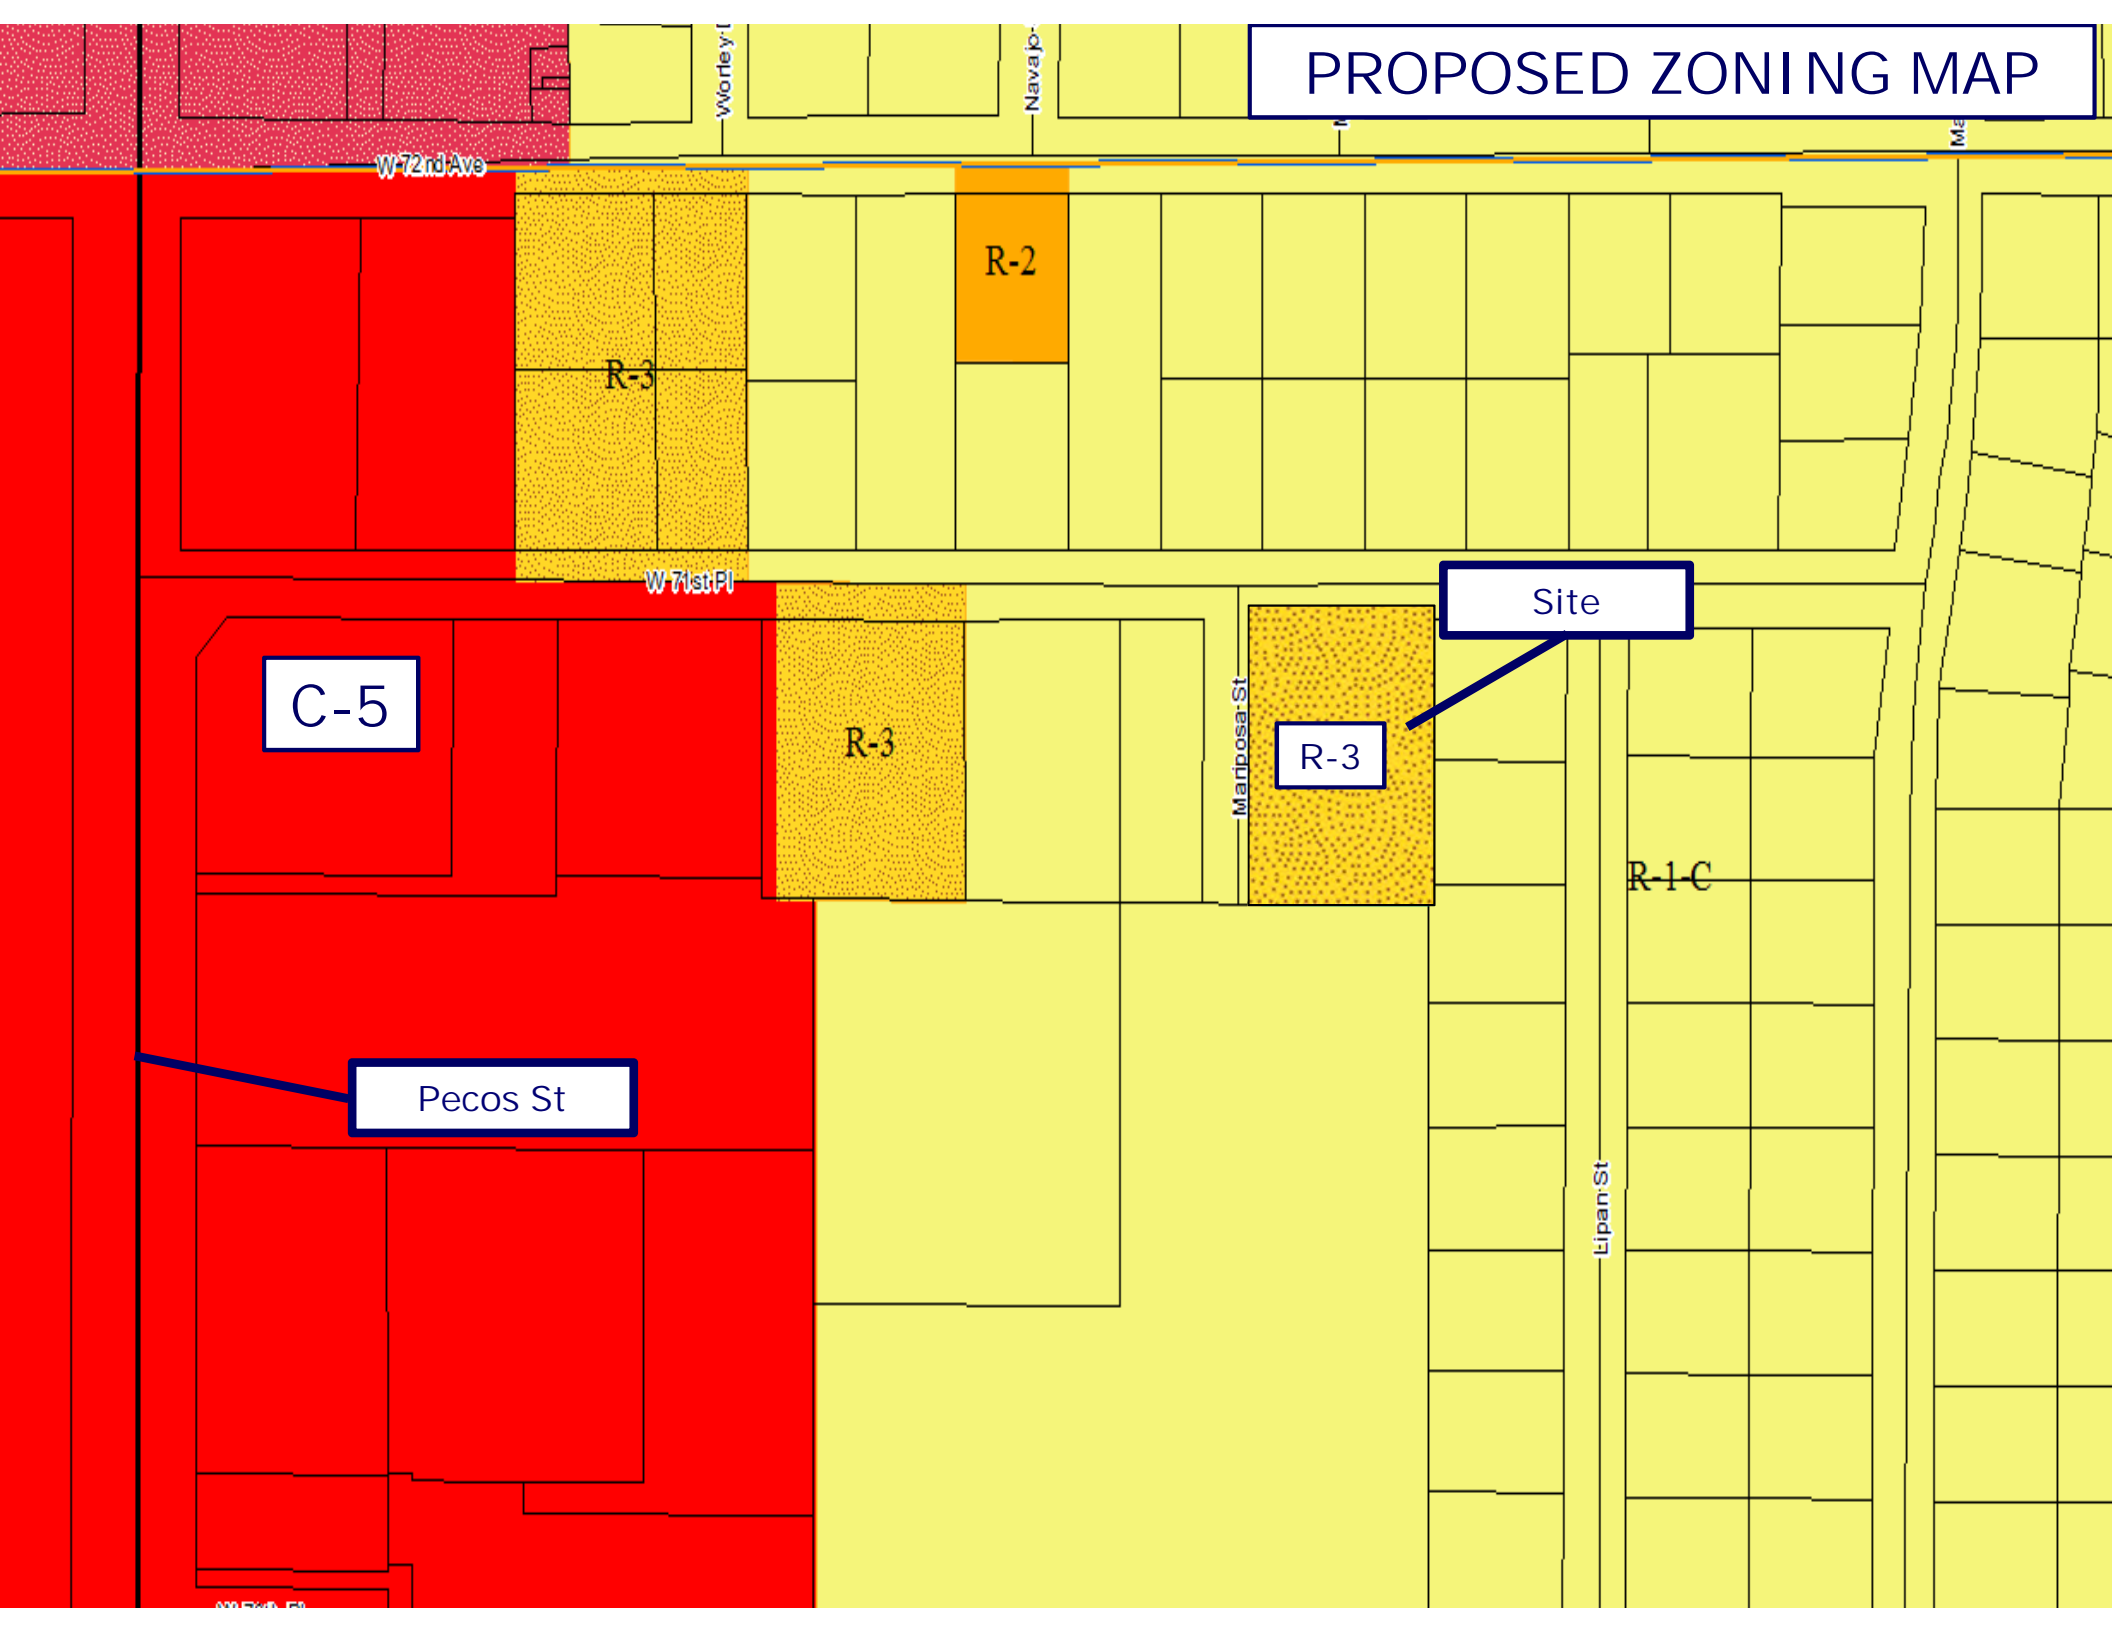 PROPOSED ZONING MAP
Worley
Navajo
W 72nd Ave
R-2
R-3
W 71st Pl
Site
C-5
R-3
Mariposa St
R-3
R-1-C
Pecos St
Lipan St